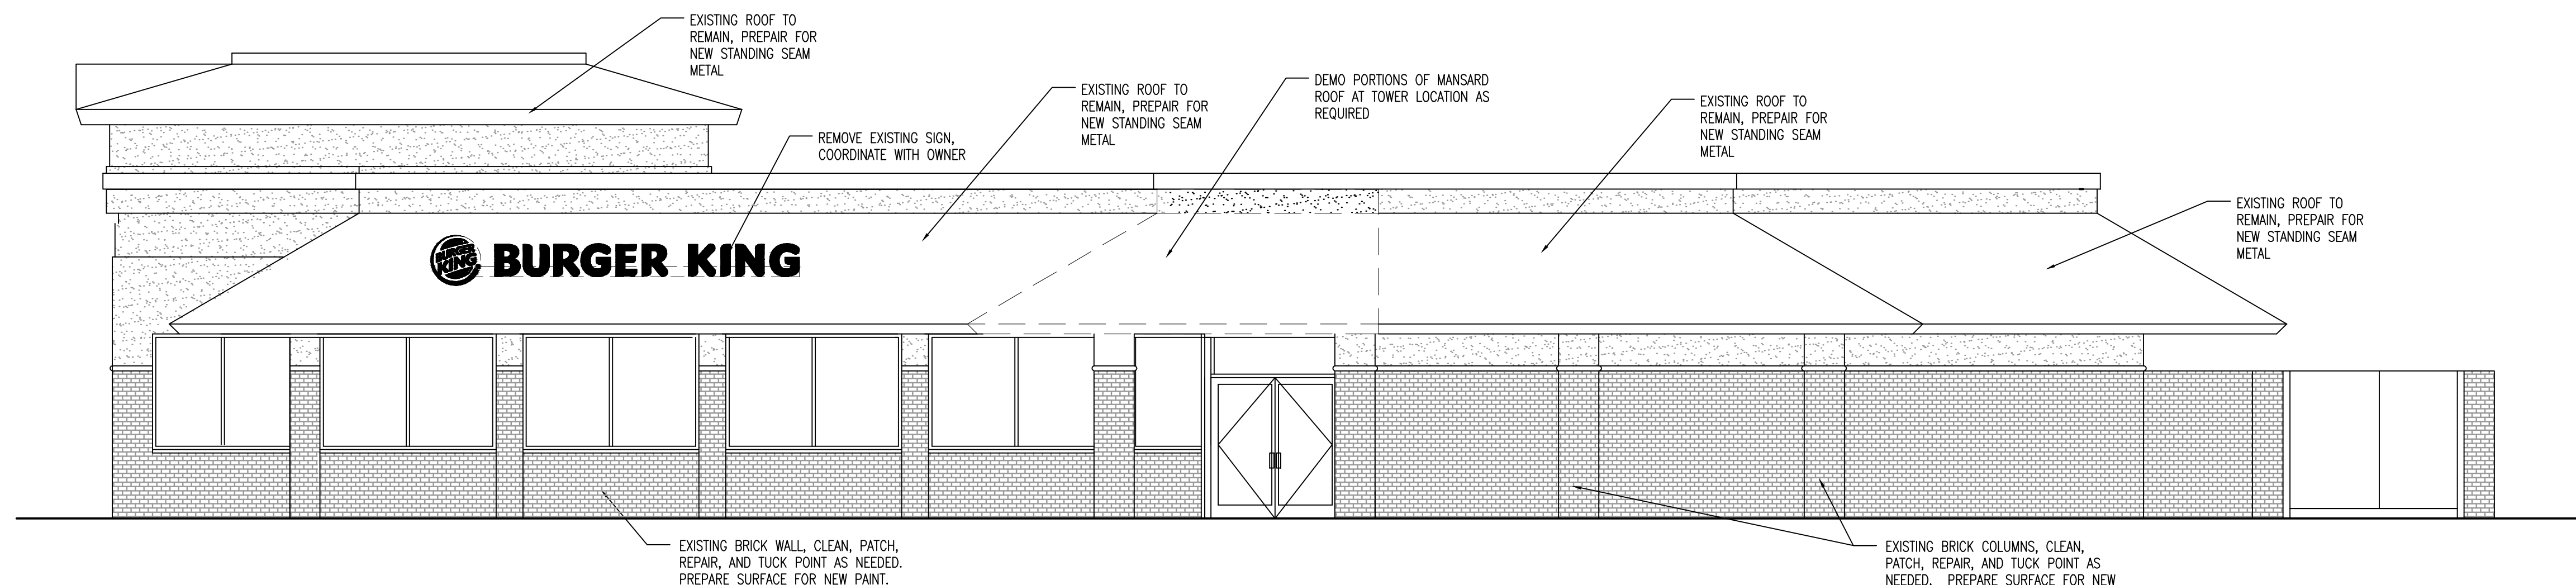 EXISTING ROOF TO
REMAIN, PREPAIR FOR
NEW STANDING SEAM
METAL
REMOVE EXISTING SIGN,
COORDINATE WITH OWNER
EXISTING ROOF TO
REMAIN, PREPAIR FOR
NEW STANDING SEAM
METAL
DEMO PORTIONS OF MANSARD
ROOF AT TOWER LOCATION AS
REQUIRED
EXISTING ROOF TO
REMAIN, PREPAIR FOR
NEW STANDING SEAM
METAL
EXISTING ROOF TO
REMAIN, PREPAIR FOR
NEW STANDING SEAM
METAL
BURGER
KING
BURGER KING
EXISTING BRICK WALL, CLEAN, PATCH,
REPAIR, AND TUCK POINT AS NEEDED.
PREPARE SURFACE FOR NEW PAINT.
EXISTING BRICK COLUMNS, CLEAN,
PATCH, REPAIR, AND TUCK POINT AS
NEEDED. PREPARE SURFACE FOR NEW